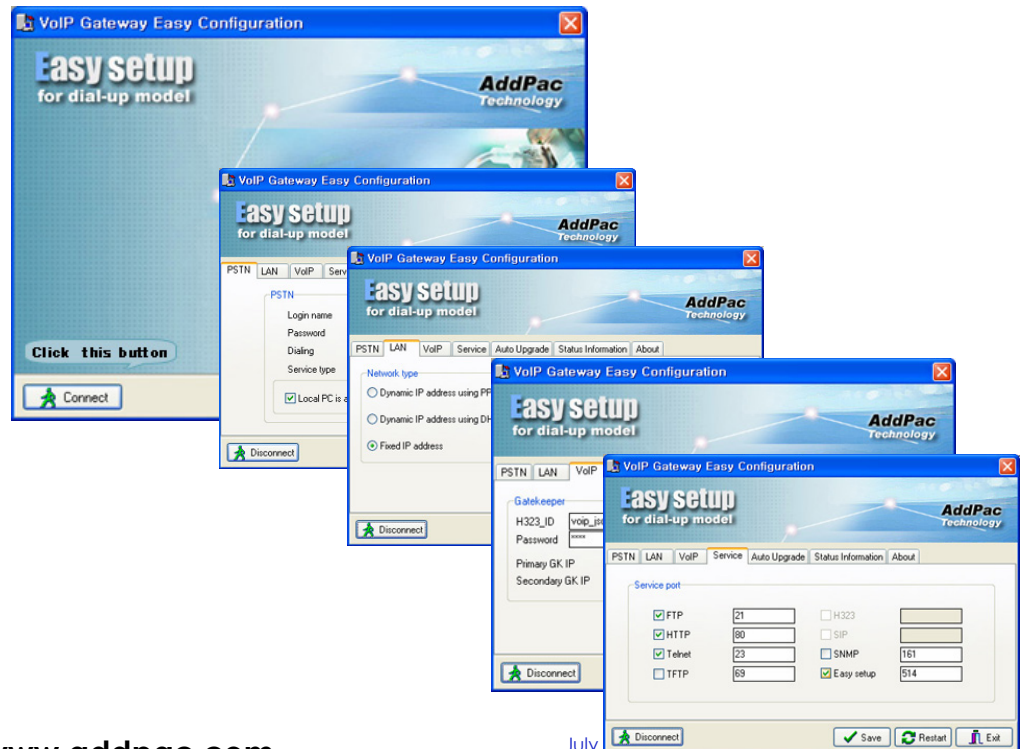 VoIP Gateway Easy Configuration
Easy setup
for dial-up model
AddPac
Technology
Click this button
Connect
VoIP Gateway Easy Configuration
Easy setup
for dial-up model
AddPac
Technology
PSTN LAN VoIP Serv
PSTN
Login name
Password
Dialing
Service type
Local PC is a
Disconnect
VoIP Gateway Easy Configuration
Easy setup
for dial-up model
AddPac
Technology
PSTN LAN VoIP Service Auto Upgrade Status Information About
Network type
Dynamic IP address using PP
Dynamic IP address using DH
Fixed IP address
Disconnect
VoIP Gateway Easy Configuration
Easy setup
for dial-up model
AddPac
Technology
PSTN LAN VoIP
Gatekeeper
H323_ID voip_jsc
Password ****
Primary GK IP
Secondary GK IP
Disconnect
VoIP Gateway Easy Configuration
Easy setup
for dial-up model
AddPac
Technology
PSTN LAN VoIP Service Auto Upgrade Status Information About
Service port
FTP 21 H323
HTTP 80 SIP
Telnet 23 SNMP 161
TFTP 69 Easy setup 514
Disconnect Save Restart Exit
July